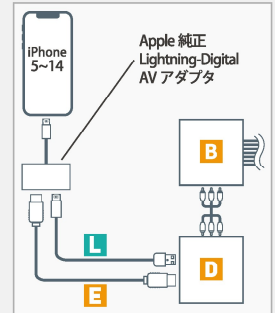 iPhone
5~14
Apple 純正
Lightning-Digital
AV アダプタ
B
L
D
E